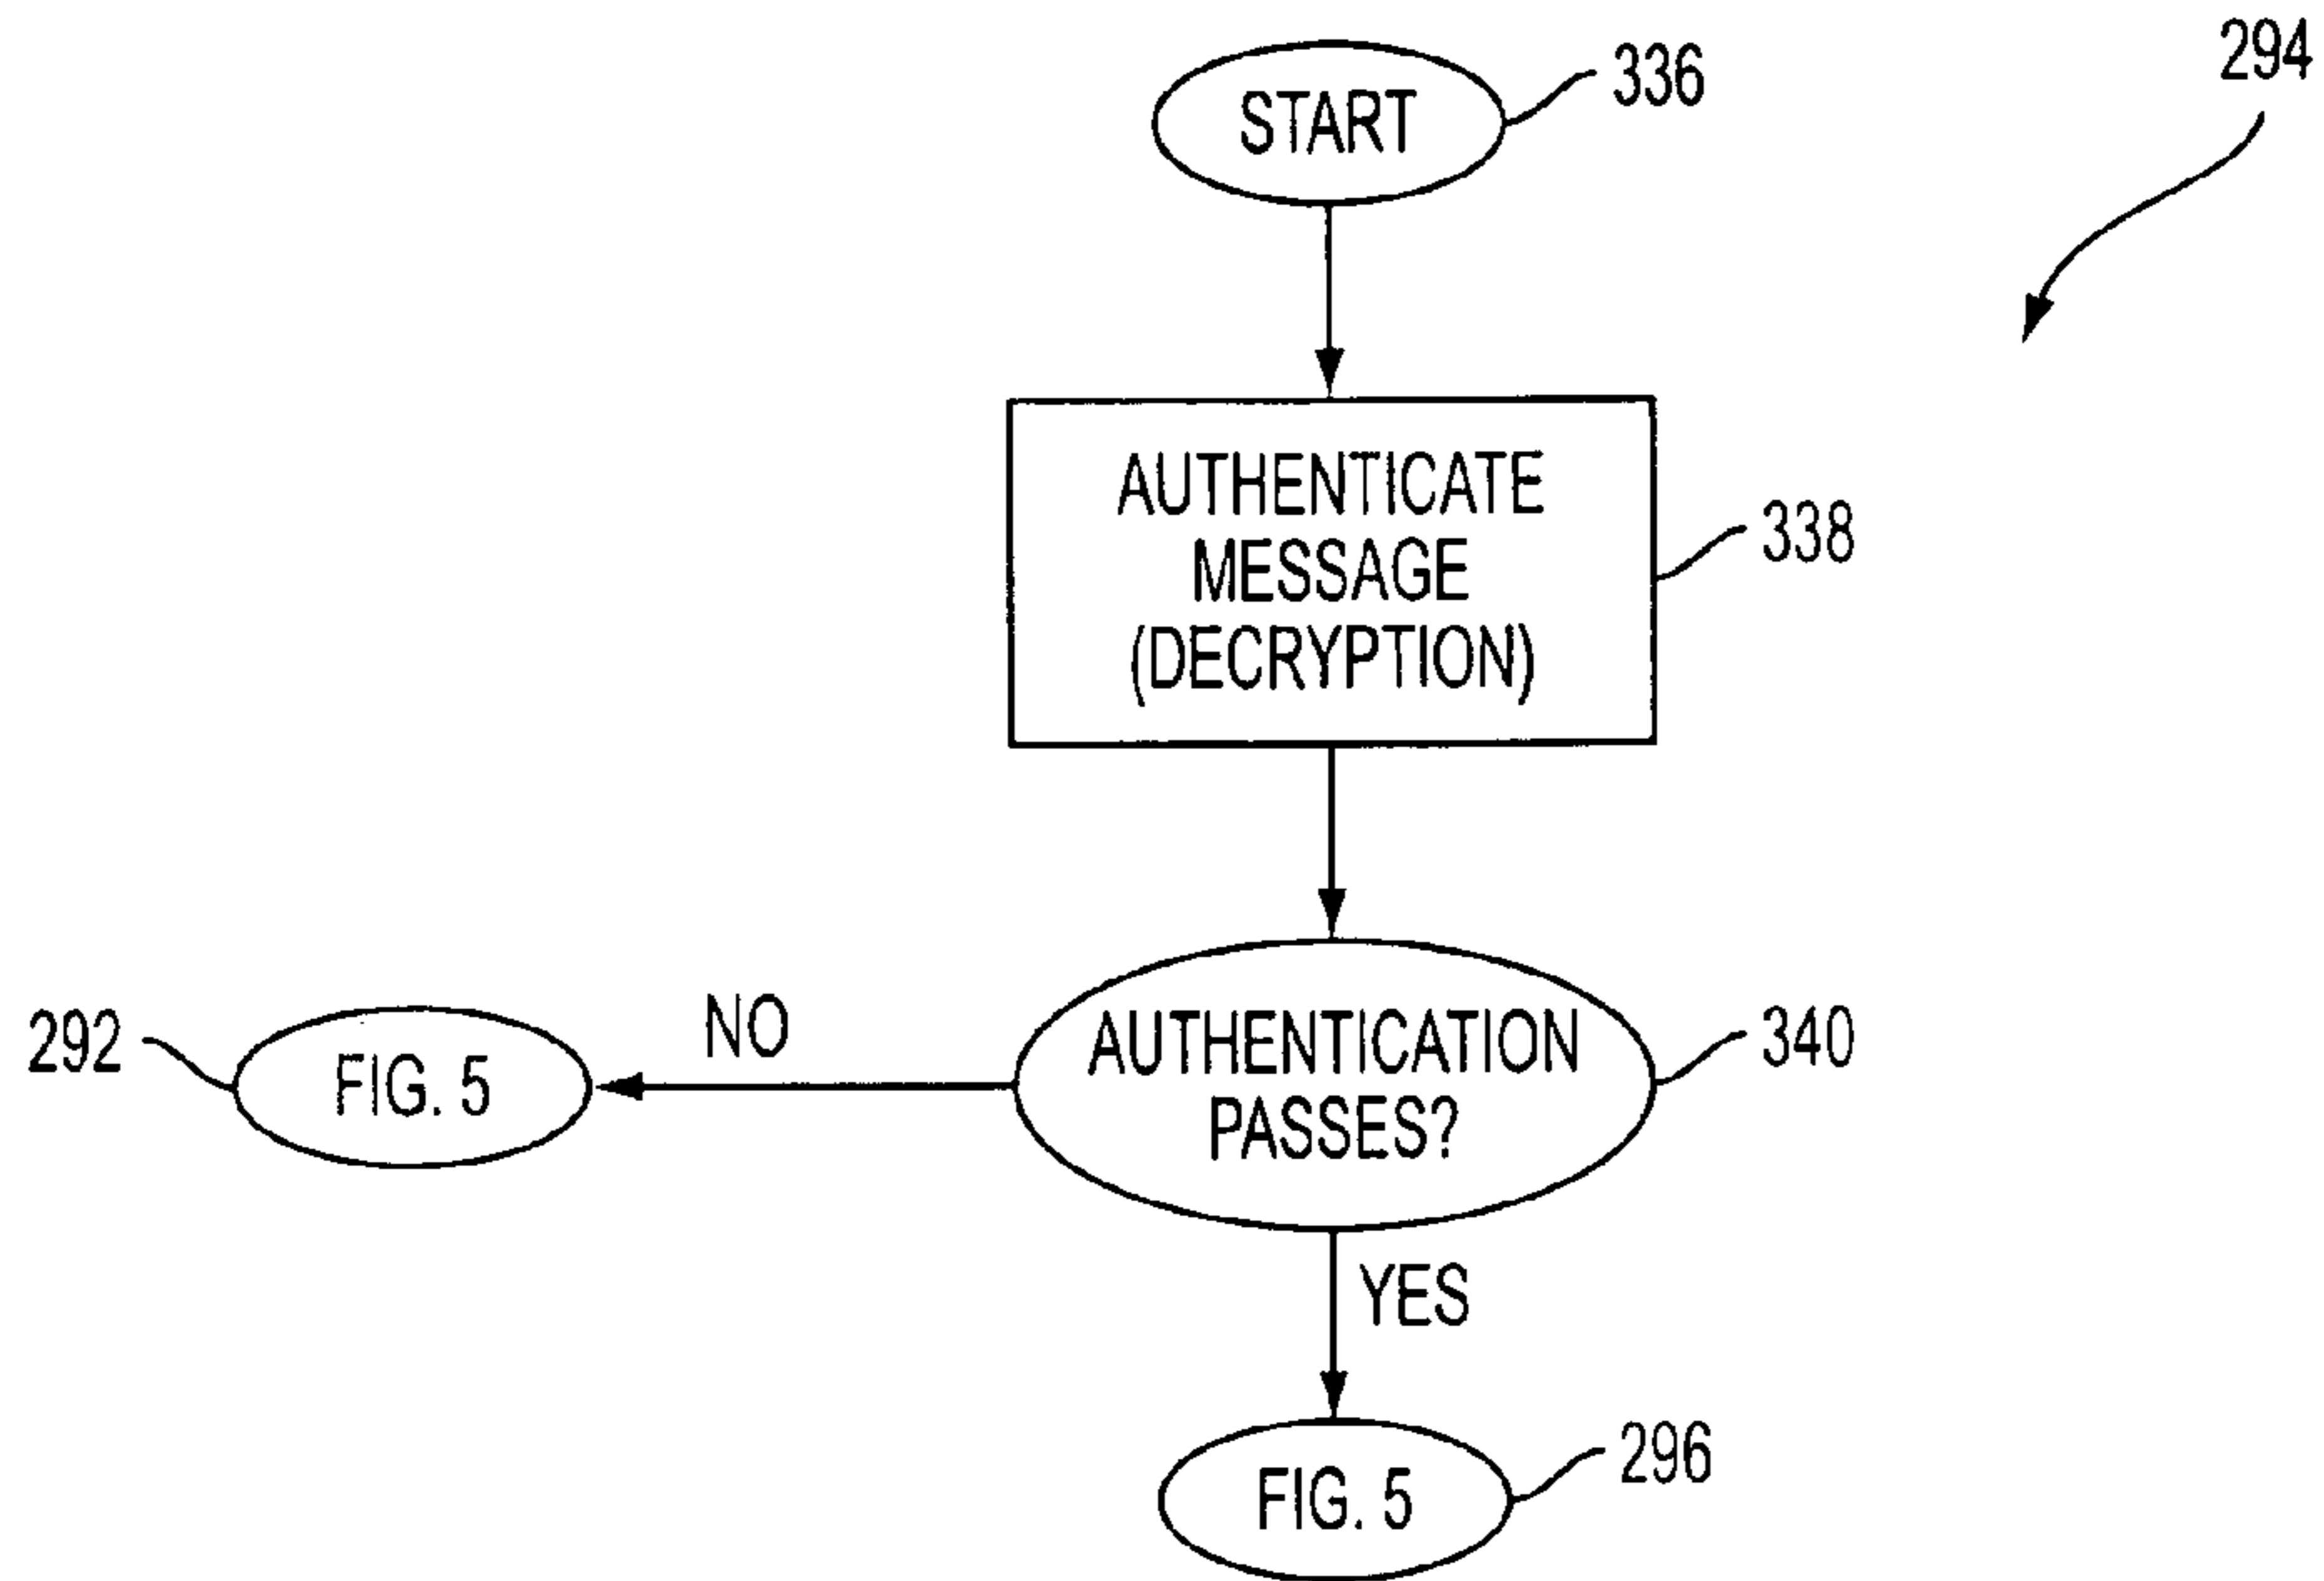 294
START
336
AUTHENTICATE
MESSAGE
(DECRYPTION)
338
AUTHENTICATION
PASSES?
340
NO
FIG. 5
292
YES
FIG. 5
296